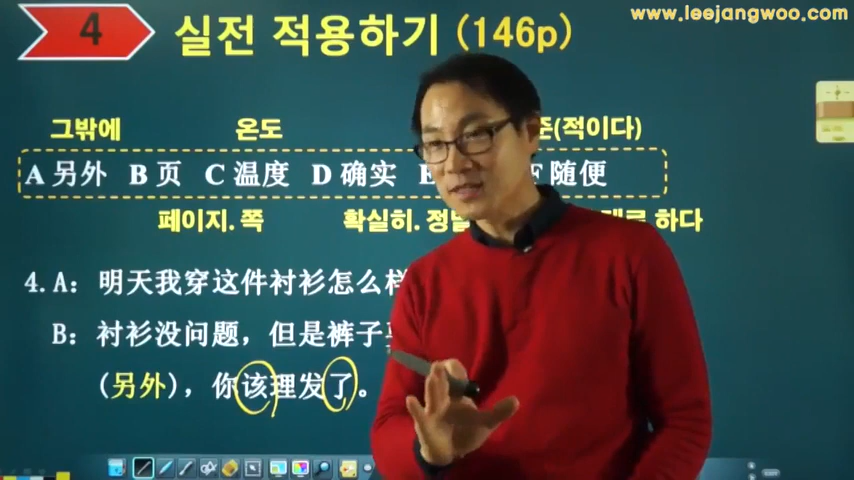 www.leejangwoo.com
4 실전 적용하기 (146p)
그밖에 온도 (적이다)
A 另外 B 页 C 温度 D 确实 E F 随便
페이지. 쪽 확실히. 하다
4. A: 明天我穿这件衬衫怎么样
B: 衬衫没问题，但是裤子
(另外)，你该理发了。